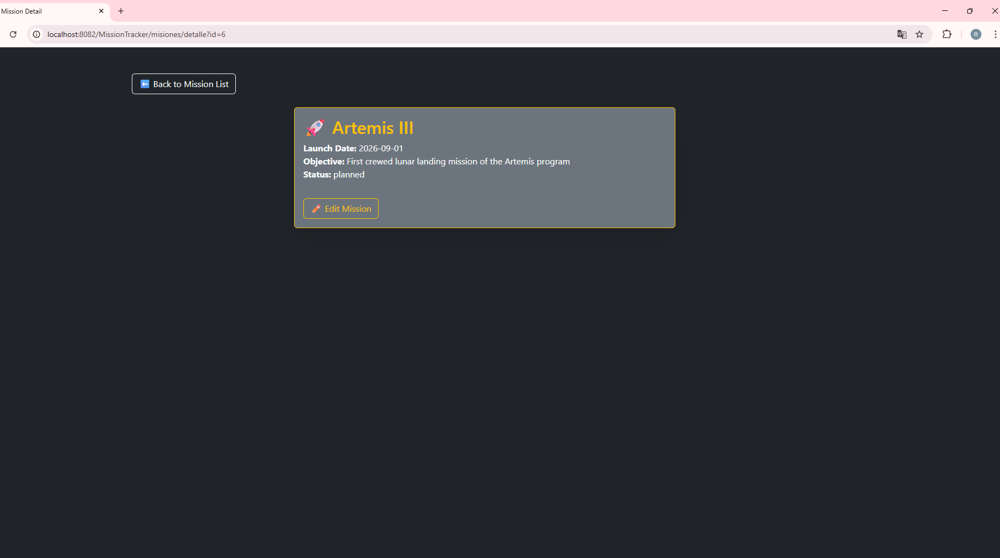 Mission Detail
localhost:8082/MissionTracker/misiones/detalle?id=6
R
Back to Mission List
Artemis III
Launch Date: 2026-09-01
Objective: First crewed lunar landing mission of the Artemis program
Status: planned
Edit Mission